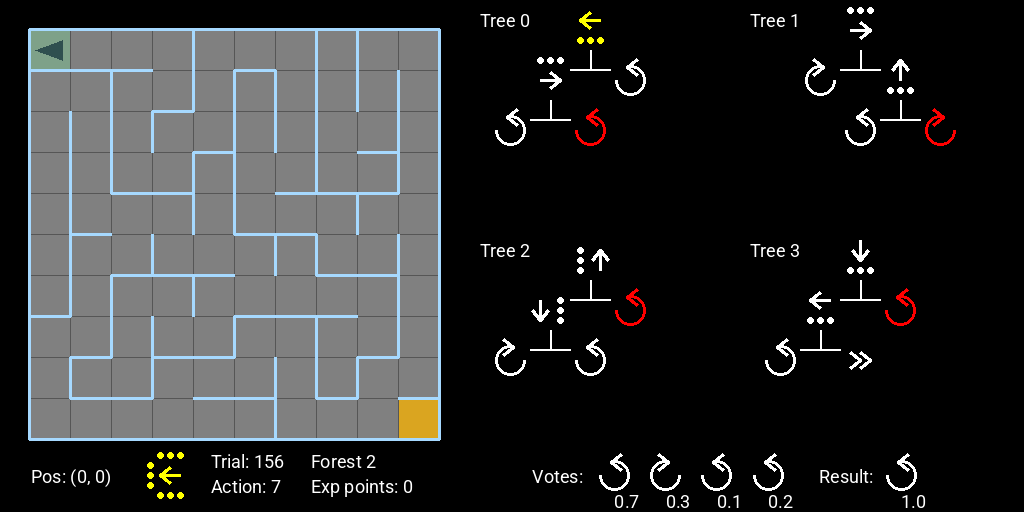 Tree 0
Tree 1
Tree 2
Tree 3
Pos: (0, 0)
Trial: 156
Forest 2
Action: 7
Exp points: 0
Votes:
0.7
0.3
0.1
0.2
Result:
1.0